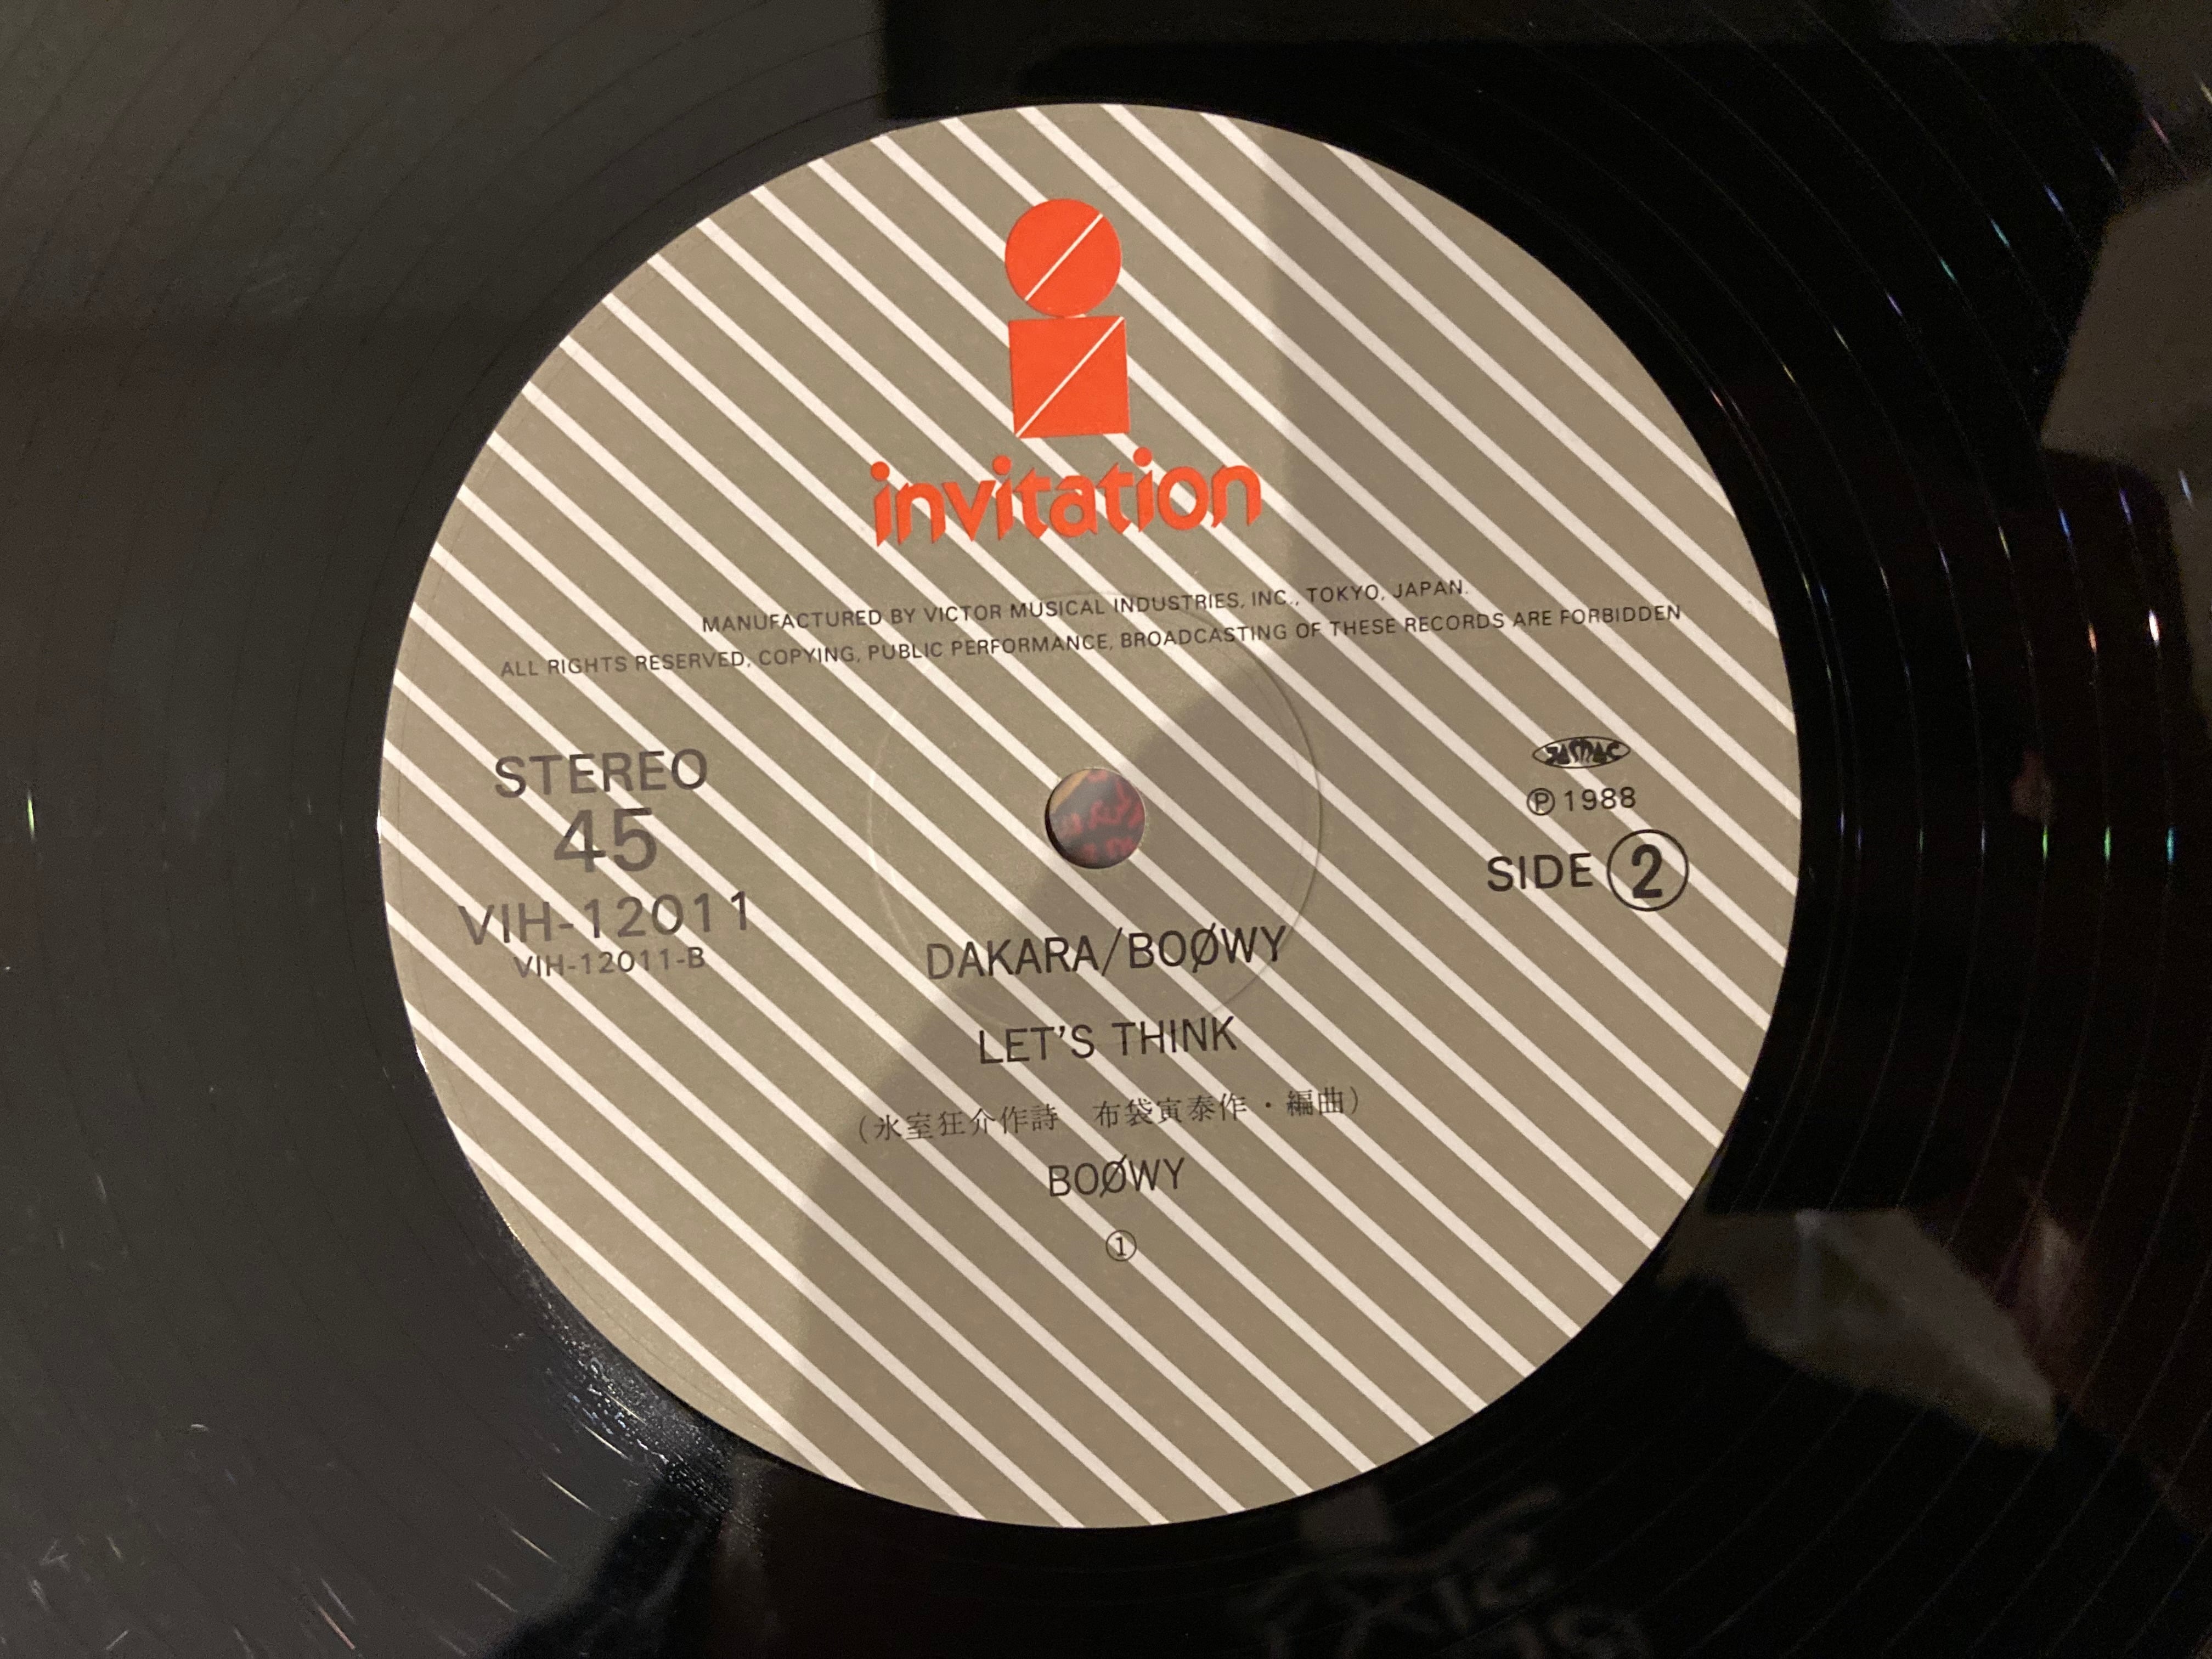 invitation
MANUFACTURED BY VICTOR MUSICAL INDUSTRIES, INC., TOKYO, JAPAN.
ALL RIGHTS RESERVED, COPYING, PUBLIC PERFORMANCE, BROADCASTING OF THESE RECORDS ARE FORBIDDEN
STEREO
45
VIH-12011
VIH-12011-B
JASRAC
Ⓟ1988
SIDE ②
DAKARA/BOØWY
LET'S THINK
(氷室狂介作詩 布袋寅泰作・編曲)
BOØWY
①